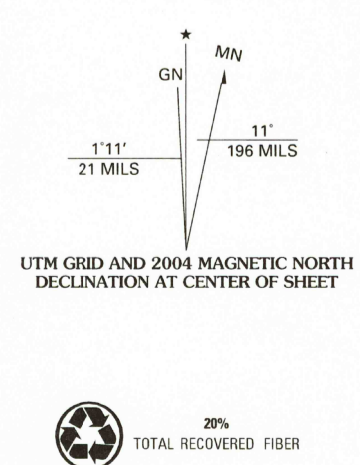 ★
MN
GN
1°11′
21 MILS
11°
196 MILS
UTM GRID AND 2004 MAGNETIC NORTH
DECLINATION AT CENTER OF SHEET
20%
TOTAL RECOVERED FIBER